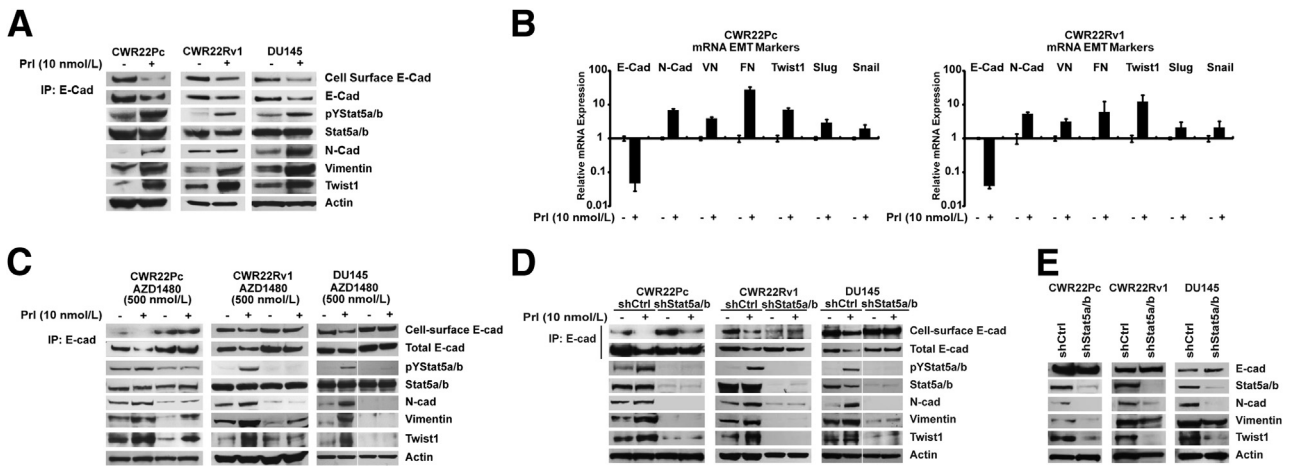 A
CWR22Pc CWR22Rv1 DU145
- + - + - +
Prl (10 nmol/L)
IP: E-Cad
Cell Surface E-Cad
E-Cad
pYStat5a/b
Stat5a/b
N-Cad
Vimentin
Twist1
Actin
B
CWR22Pc
mRNA EMT Markers
E-Cad N-Cad VN FN Twist1 Slug Snail
Relative mRNA Expression
100
10
1
0.1
0.01
Prl (10 nmol/L) - + - + - + - + - + - + - +
CWR22Rv1
mRNA EMT Markers
E-Cad N-Cad VN FN Twist1 Slug Snail
Relative mRNA Expression
100
10
1
0.1
0.01
Prl (10 nmol/L) - + - + - + - + - + - + - +
C
CWR22Pc CWR22Rv1 DU145
AZD1480 AZD1480 AZD1480
(500 nmol/L) (500 nmol/L) (500 nmol/L)
Prl (10 nmol/L) - + - + - + - + - + - +
IP: E-cad
Cell-surface E-cad
Total E-cad
pYStat5a/b
Stat5a/b
N-cad
Vimentin
Twist1
Actin
D
CWR22Pc CWR22Rv1 DU145
shCtrl shStat5a/b shCtrl shStat5a/b shCtrl shStat5a/b
Prl (10 nmol/L) - + - + - + - + - + - +
IP: E-cad
Cell-surface E-cad
Total E-cad
pYStat5a/b
Stat5a/b
N-cad
Vimentin
Twist1
Actin
E
CWR22Pc CWR22Rv1 DU145
shCtrl shStat5a/b shCtrl shStat5a/b shCtrl shStat5a/b
E-cad
Stat5a/b
N-cad
Vimentin
Twist1
Actin